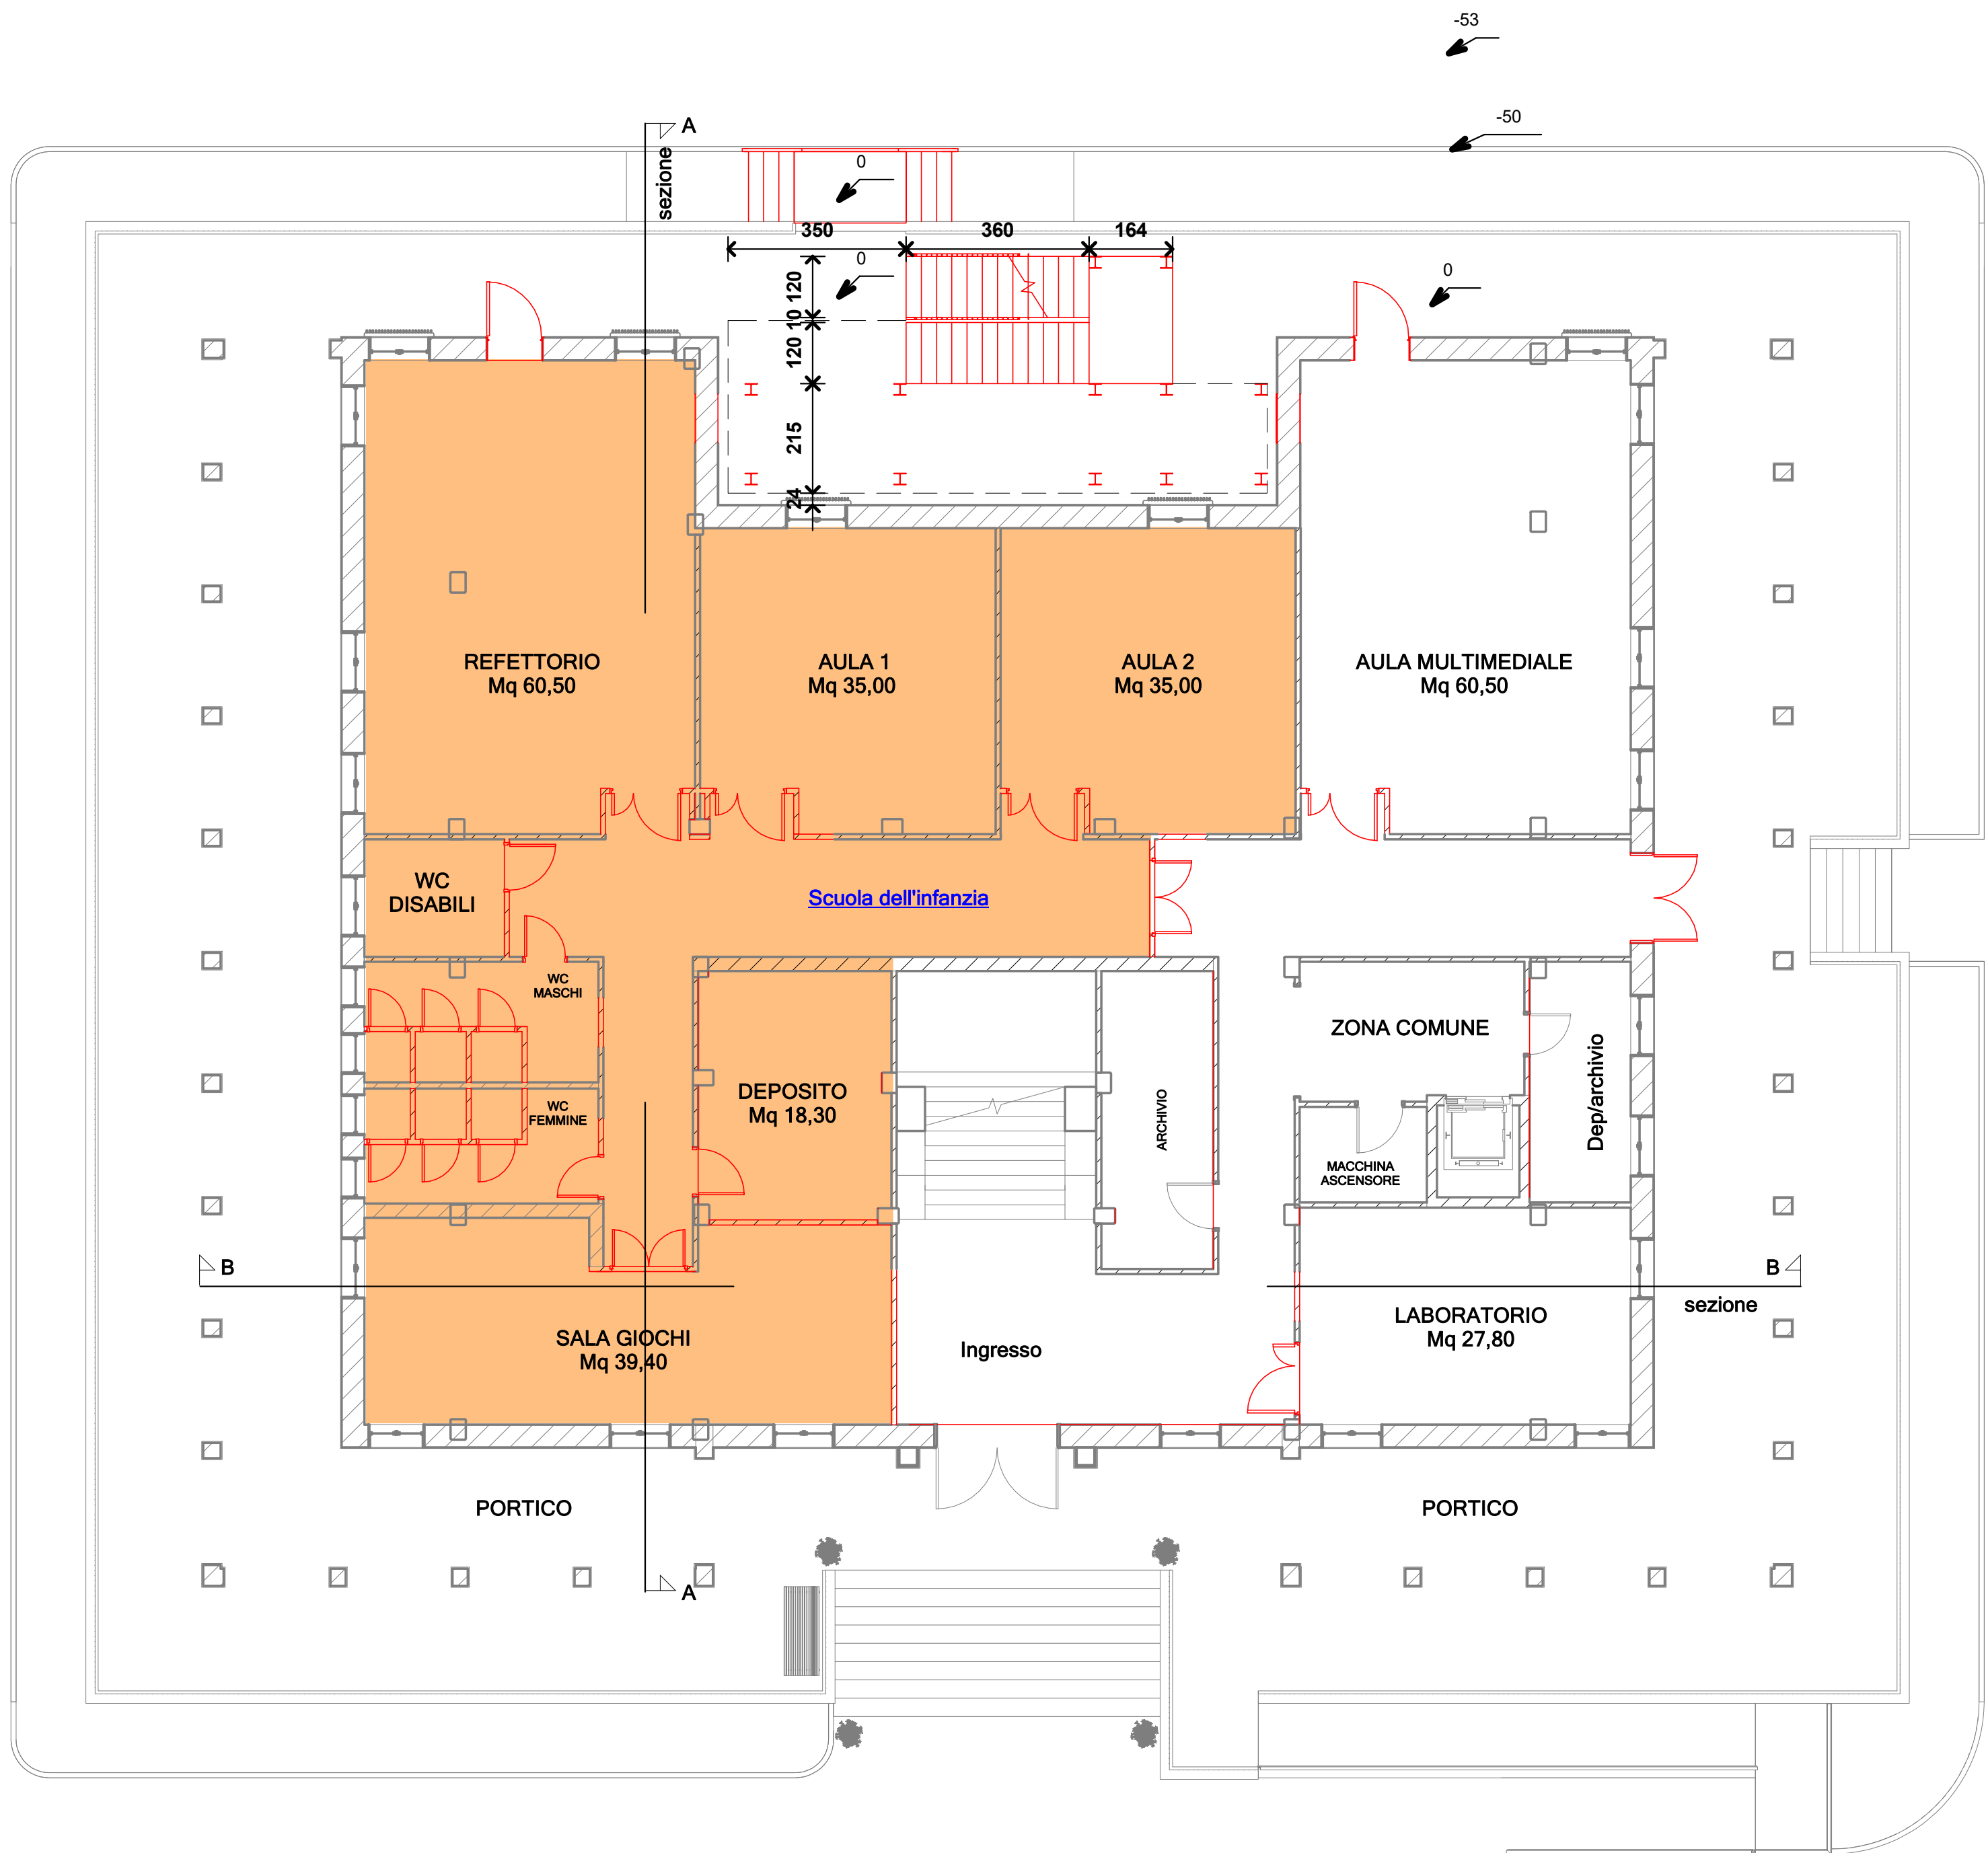 -53
-50
A
sezione
0
350
360
164
0
0
120
10
120
215
24
REFETTORIO
Mq 60,50
AULA 1
Mq 35,00
AULA 2
Mq 35,00
AULA MULTIMEDIALE
Mq 60,50
WC
DISABILI
Scuola dell'infanzia
WC
MASCHI
ZONA COMUNE
Dep/archivio
DEPOSITO
Mq 18,30
WC
FEMMINE
ARCHIVIO
MACCHINA
ASCENSORE
B
B
sezione
SALA GIOCHI
Mq 39,40
Ingresso
LABORATORIO
Mq 27,80
PORTICO
PORTICO
A